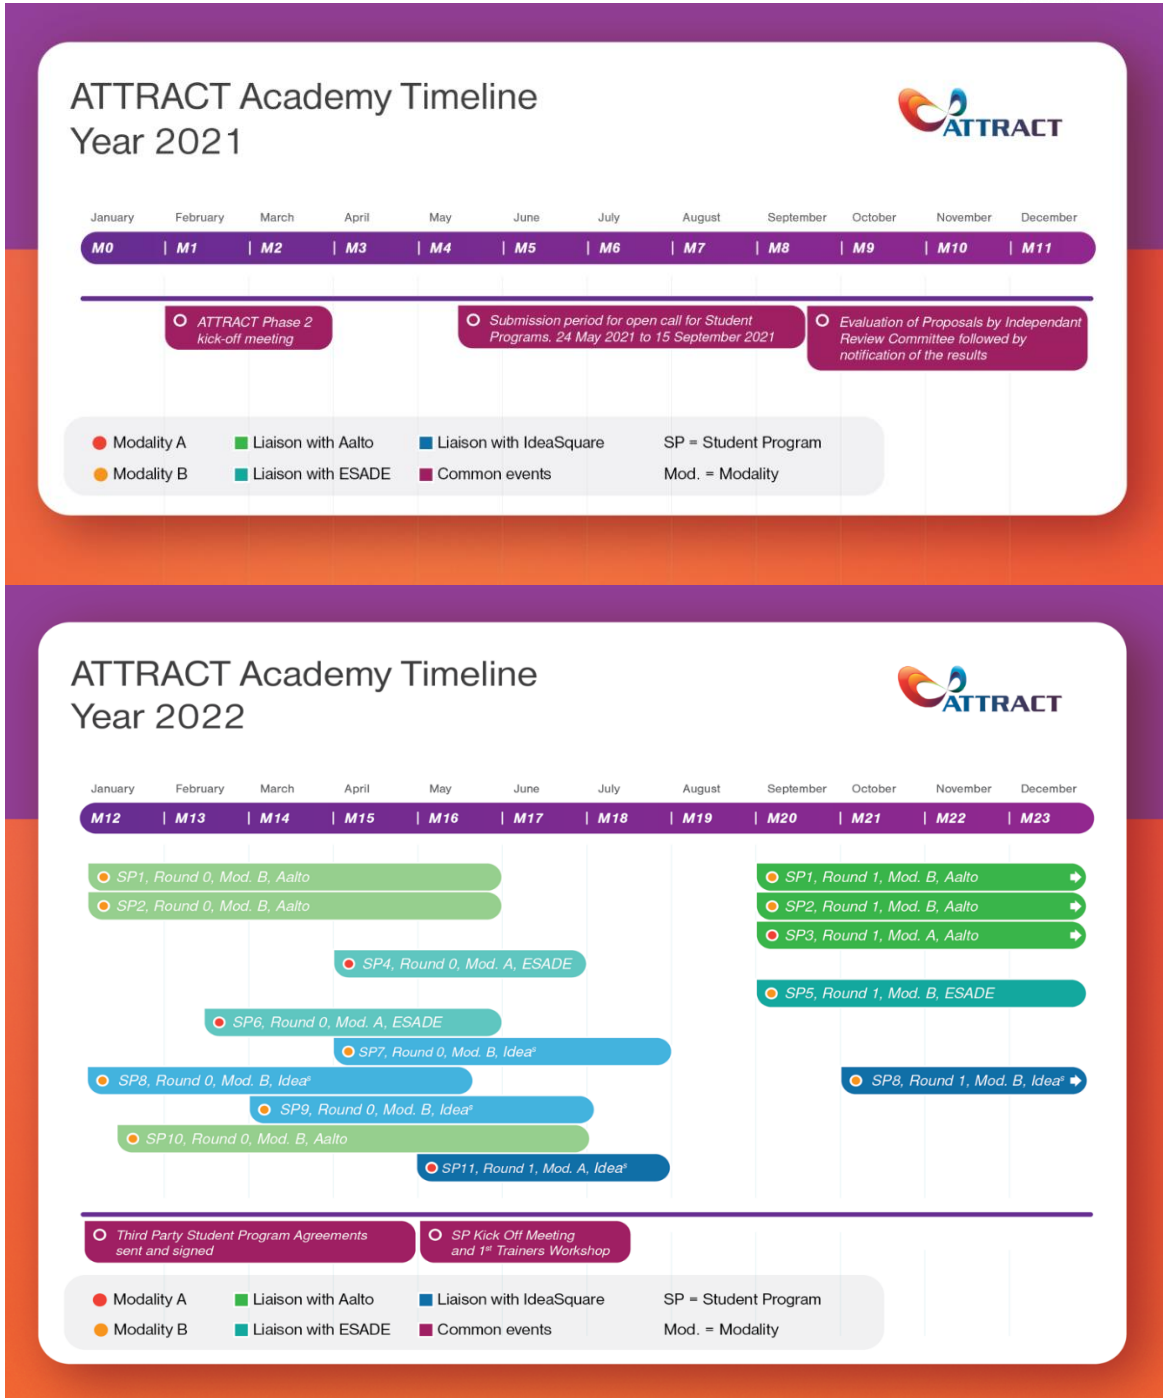 ATTRACT Academy Timeline
Year 2021
ATTRACT
January February March April May June July August September October November December
M0 | M1 | M2 | M3 | M4 | M5 | M6 | M7 | M8 | M9 | M10 | M11
ATTRACT Phase 2
kick-off meeting
Submission period for open call for Student
Programs. 24 May 2021 to 15 September 2021
Evaluation of Proposals by Independant
Review Committee followed by
notification of the results
Modality A Liaison with Aalto Liaison with IdeaSquare SP = Student Program
Modality B Liaison with ESADE Common events Mod. = Modality
ATTRACT Academy Timeline
Year 2022
ATTRACT
January February March April May June July August September October November December
M12 | M13 | M14 | M15 | M16 | M17 | M18 | M19 | M20 | M21 | M22 | M23
SP1, Round 0, Mod. B, Aalto SP1, Round 1, Mod. B, Aalto
SP2, Round 0, Mod. B, Aalto SP2, Round 1, Mod. B, Aalto
SP3, Round 1, Mod. A, Aalto
SP4, Round 0, Mod. A, ESADE
SP5, Round 1, Mod. B, ESADE
SP6, Round 0, Mod. A, ESADE
SP7, Round 0, Mod. B, Ideaˢ
SP8, Round 0, Mod. B, Ideaˢ SP8, Round 1, Mod. B, Ideaˢ
SP9, Round 0, Mod. B, Ideaˢ
SP10, Round 0, Mod. B, Aalto
SP11, Round 1, Mod. A, Ideaˢ
Third Party Student Program Agreements
sent and signed
SP Kick Off Meeting
and 1ˢᵗ Trainers Workshop
Modality A Liaison with Aalto Liaison with IdeaSquare SP = Student Program
Modality B Liaison with ESADE Common events Mod. = Modality